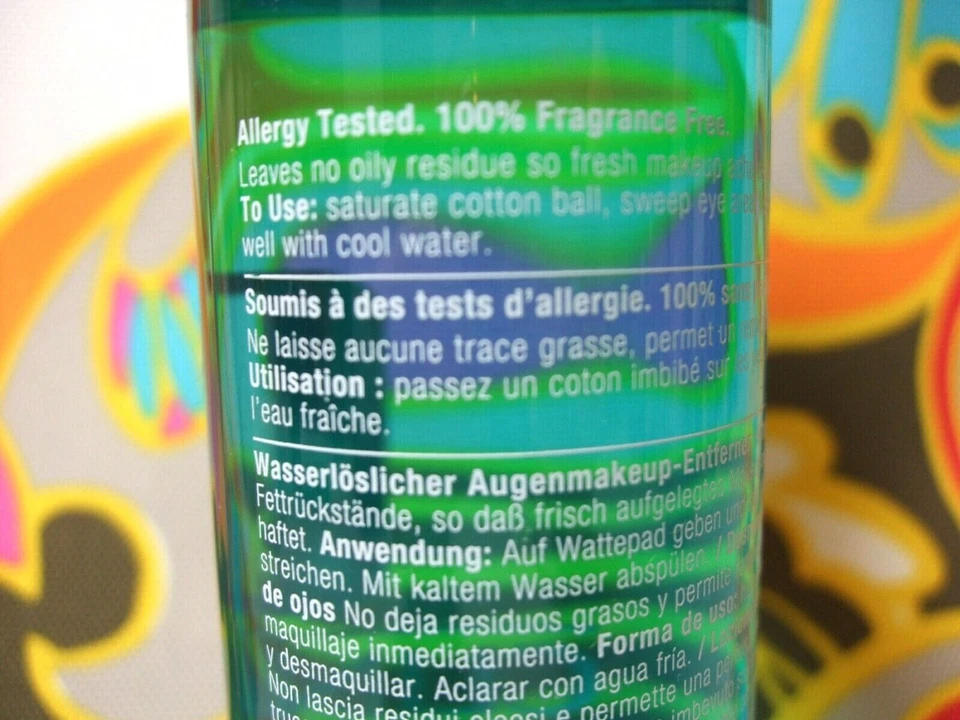 Allergy Tested. 100% Fragrance Free.
Leaves no oily residue so fresh makeup
To Use: saturate cotton ball, sweep eye
well with cool water.
Soumis à des tests d'allergie. 100%
Ne laisse aucune trace grasse, permet
Utilisation : passez un coton imbibé sur
l'eau fraîche.
Wasserlöslicher Augenmakeup-Entferner
Fettrückstände, so daß frisch aufgelegtes
haftet. Anwendung: Auf Wattepad geben und
streichen. Mit kaltem Wasser abspülen. /
de ojos No deja residuos grasos y permite
maquillaje inmediatamente. Forma de uso:
y desmaquillar. Aclarar con agua fría. /
Non lascia residui oleosi e permette una